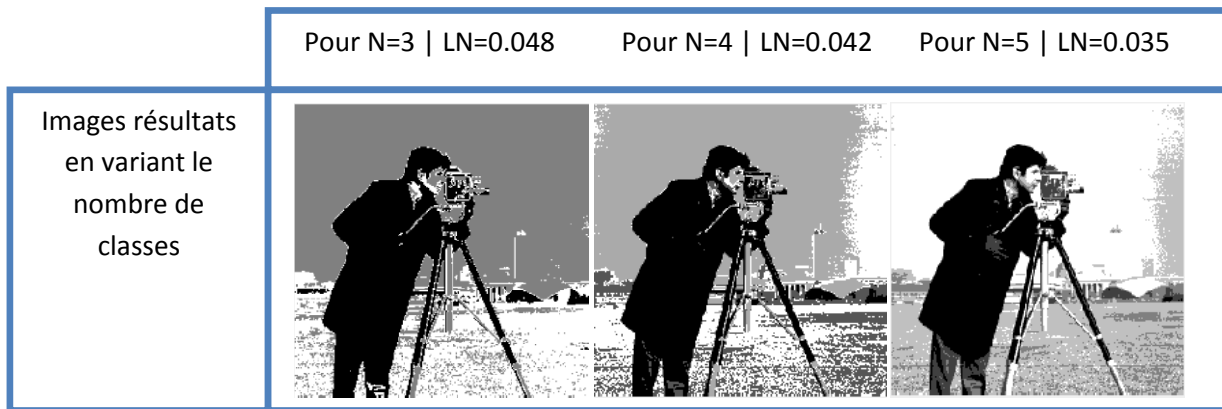 Pour N=3 | LN=0.048 Pour N=4 | LN=0.042 Pour N=5 | LN=0.035
Images résultats
en variant le
nombre de
classes